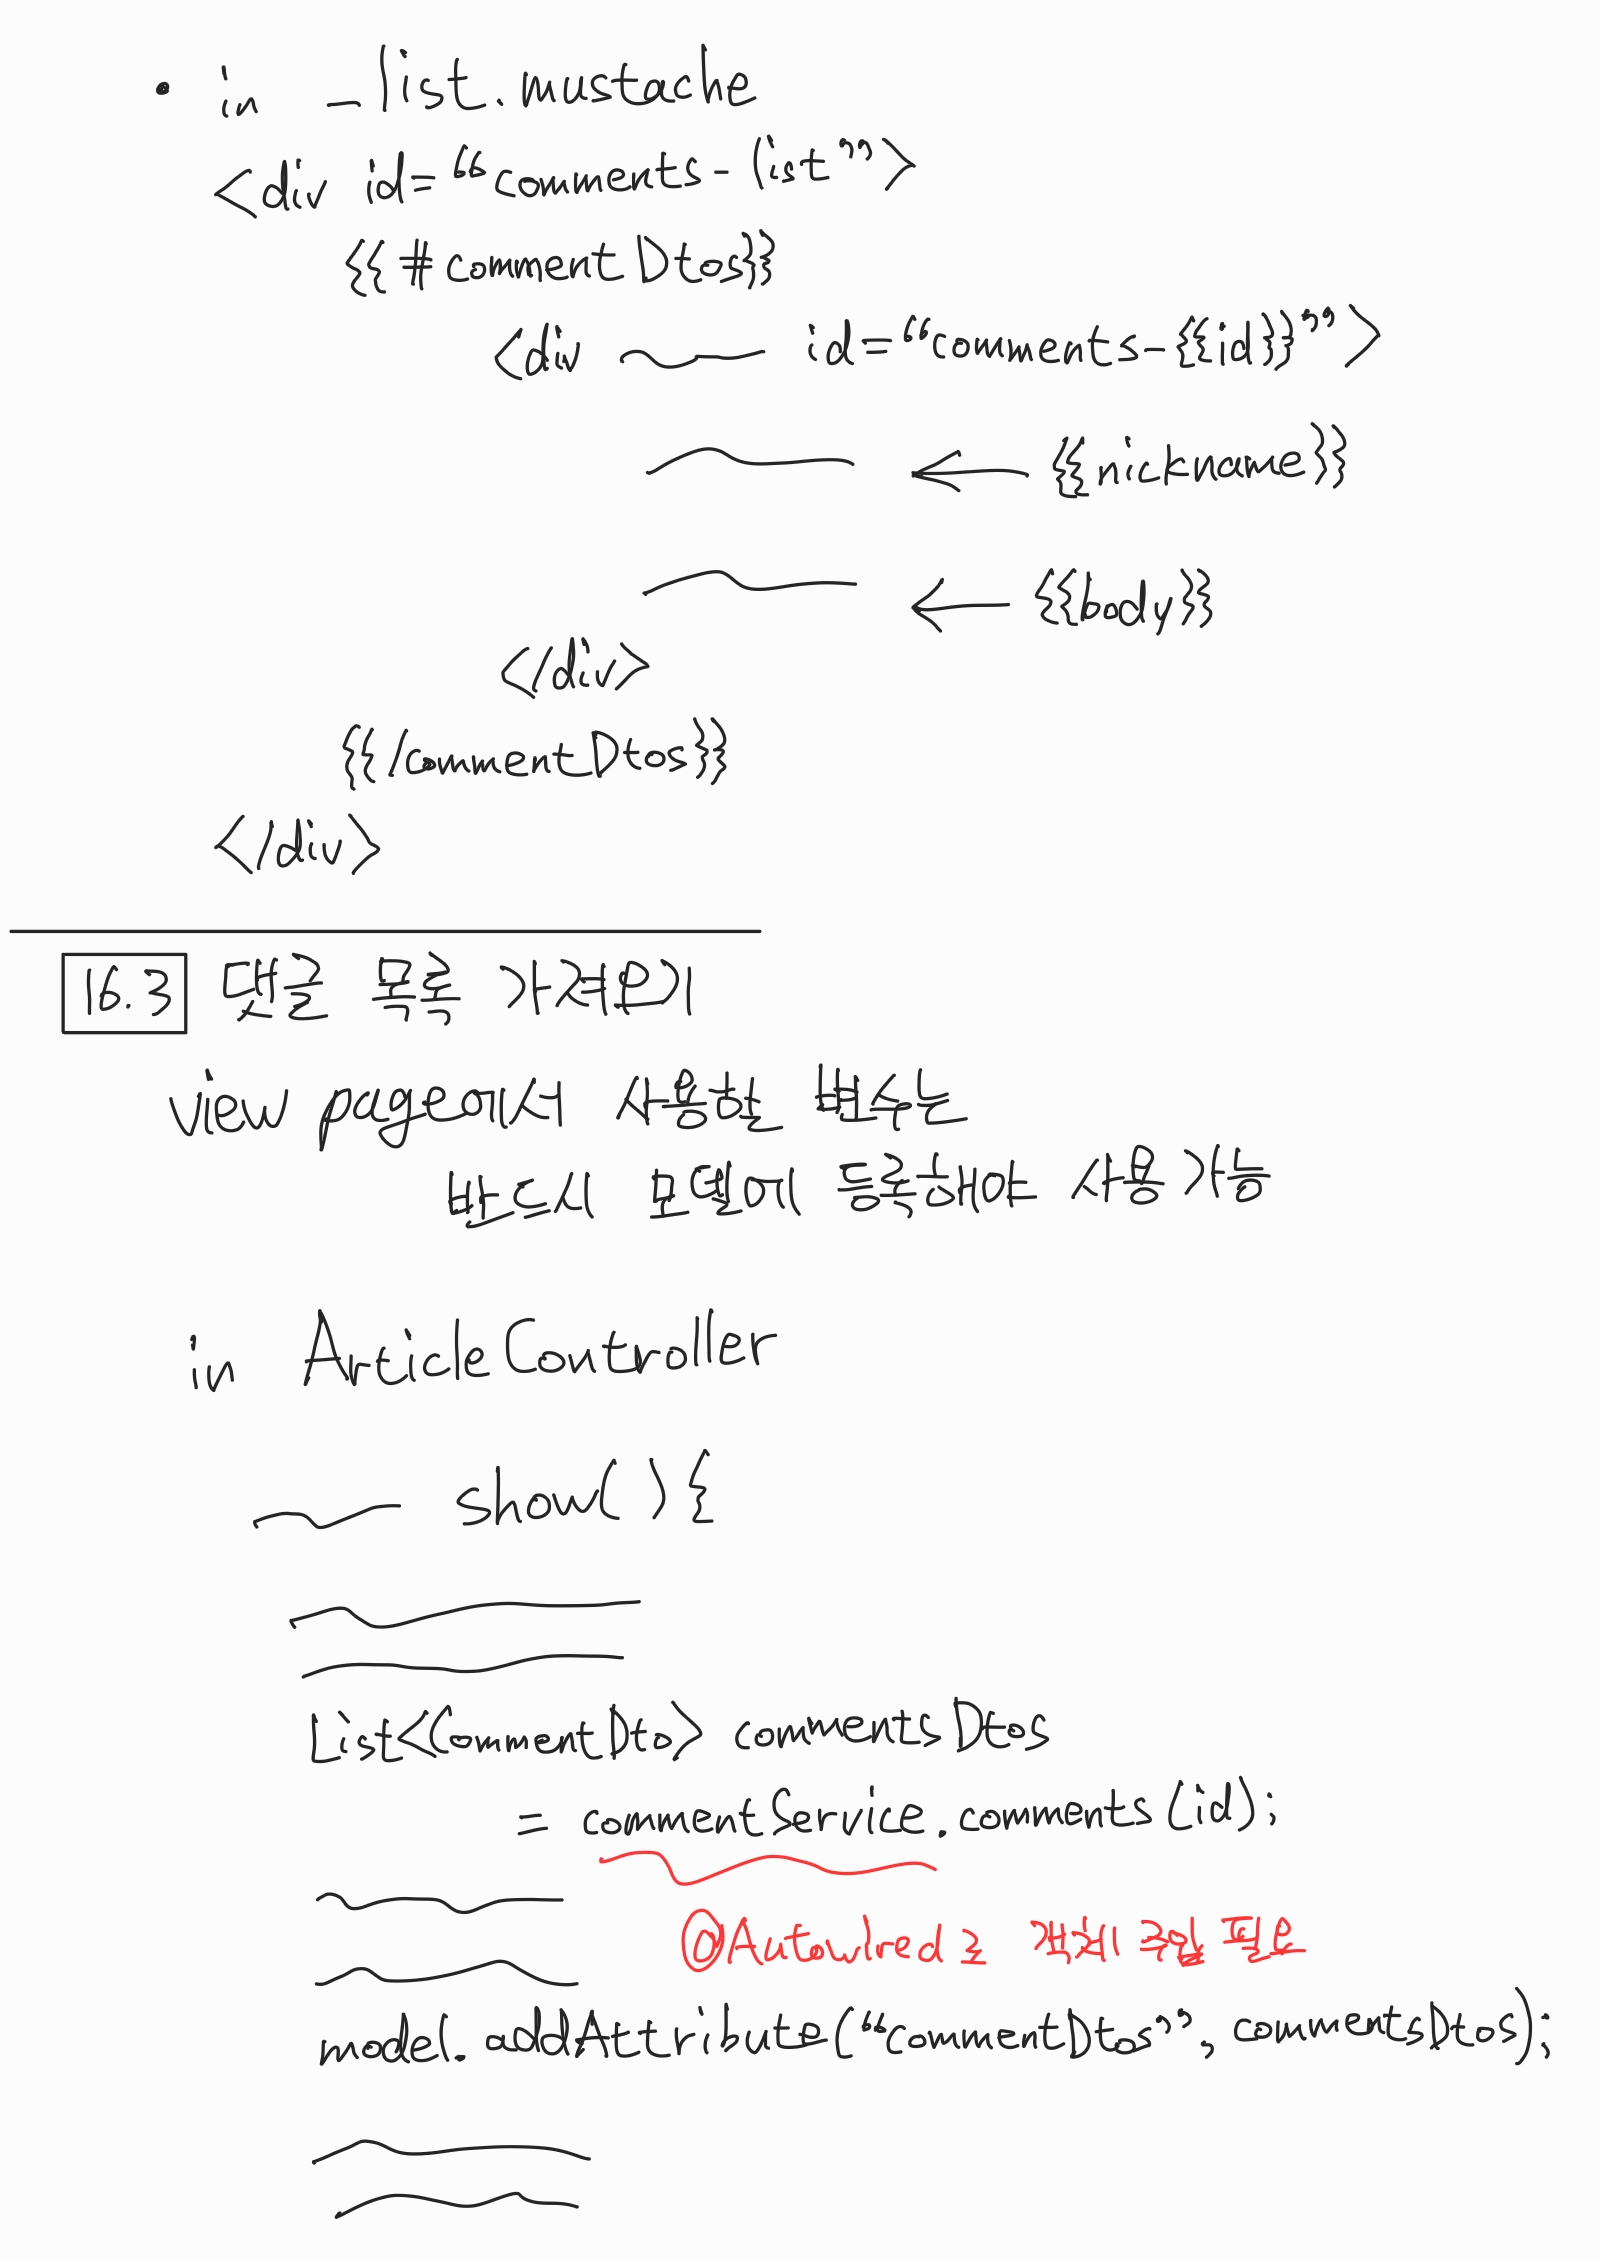 • in _list.mustache
<div id="comments-list">
{{#commentDtos}}
<div id="comments-{{id}}">
← {{nickname}}
← {{body}}
</div>
{{/commentDtos}}
</div>
16.3 댓글 목록 가져오기
view page에서 사용한 변수는
반드시 모델에 등록해야 사용 가능
in ArticleController
show( ) {
List<CommentDto> commentsDtos
= commentService.comments(id);
@AutowIred로 객체 주입 필요
model.addAttribute("commentDtos", commentsDtos);